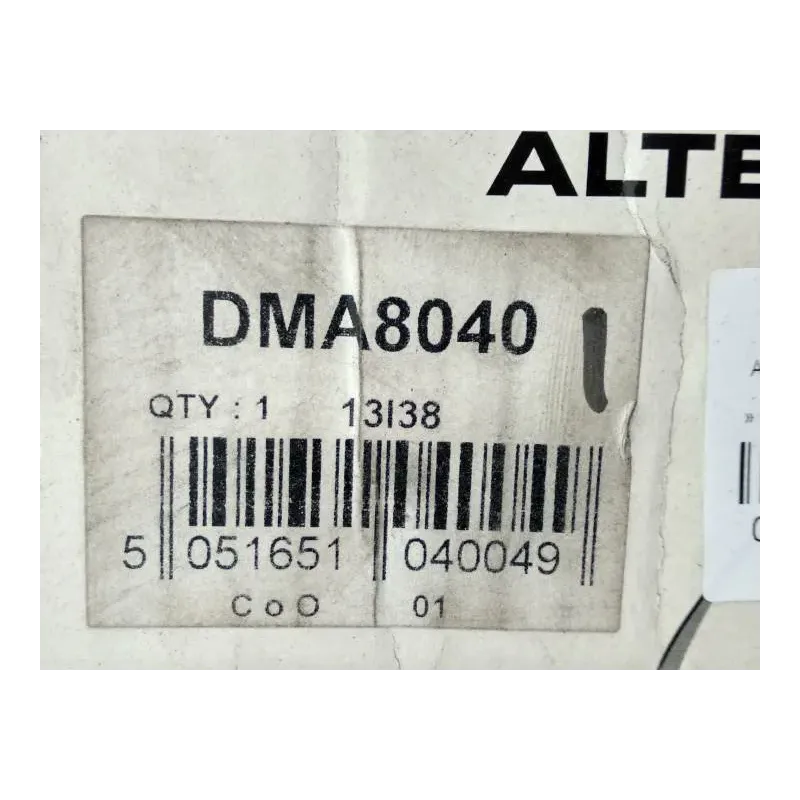 ALTE
DMA8040
QTY : 1 13I38
5 051651 040049
CoO 01